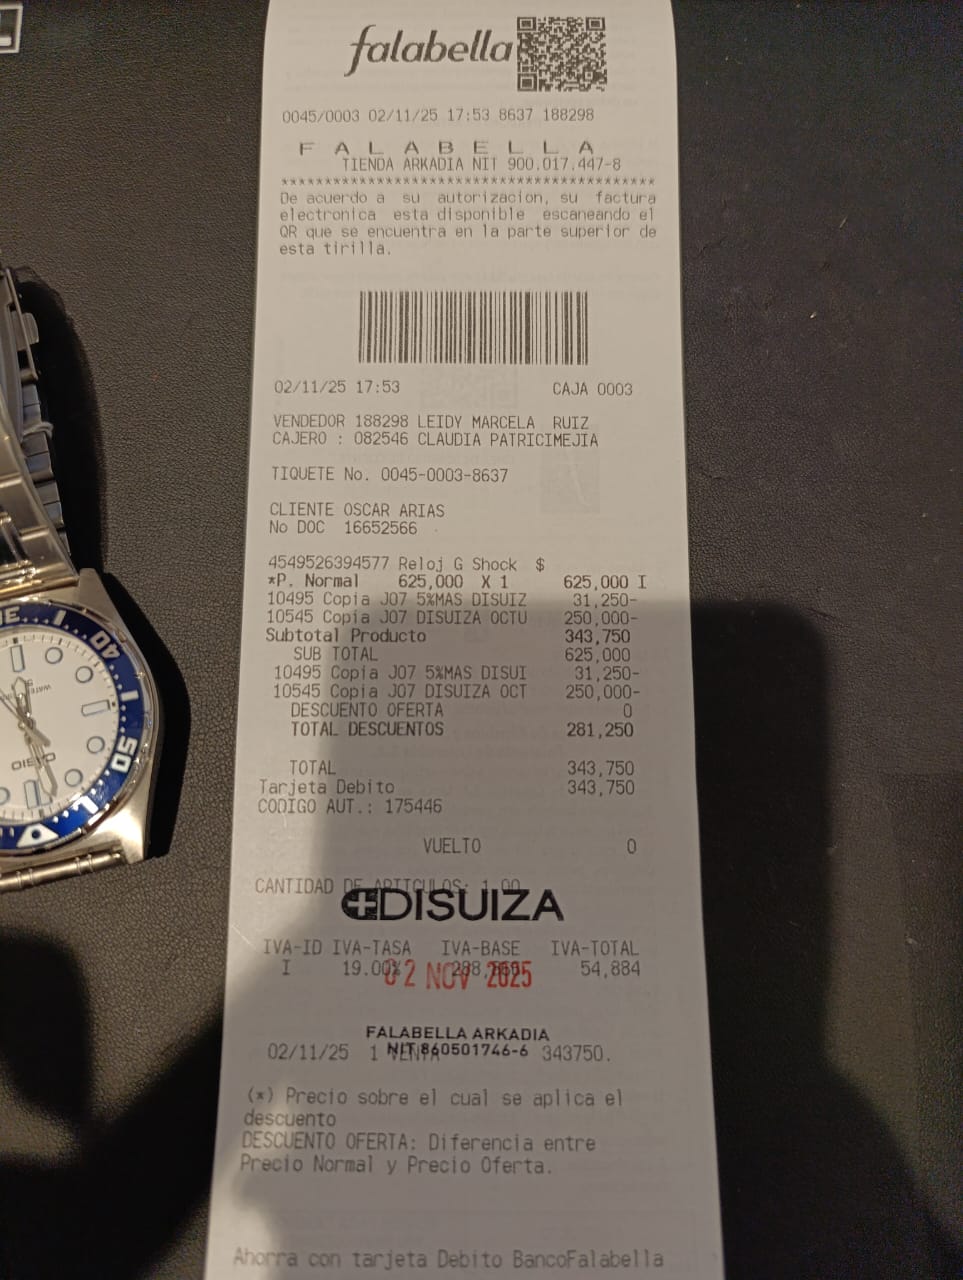 falabella
0045/0003 02/11/25 17:53 8637 188298
F A L A B E L L A
TIENDA ARKADIA NIT 900.017.447-8
******************************************
De acuerdo a su autorizacion, su factura
electronica esta disponible escaneando el
QR que se encuentra en la parte superior de
esta tirilla.
02/11/25 17:53 CAJA 0003
VENDEDOR 188298 LEIDY MARCELA RUIZ
CAJERO : 082546 CLAUDIA PATRICIMEJIA
TIQUETE No. 0045-0003-8637
CLIENTE OSCAR ARIAS
No DOC 16652566
4549526394577 Reloj G Shock $
*P. Normal 625,000 X 1 625,000 I
10495 Copia J07 5%MAS DISUIZ 31,250-
10545 Copia J07 DISUIZA OCTU 250,000-
Subtotal Producto 343,750
SUB TOTAL 625,000
10495 Copia J07 5%MAS DISUI 31,250-
10545 Copia J07 DISUIZA OCT 250,000-
DESCUENTO OFERTA 0
TOTAL DESCUENTOS 281,250
TOTAL 343,750
Tarjeta Debito 343,750
CODIGO AUT.: 175446
VUELTO 0
CANTIDAD DE ARTICULOS: 1.00
DISUIZA
IVA-ID IVA-TASA IVA-BASE IVA-TOTAL
I 19.00% 54,884
02 NOV 2025
FALABELLA ARKADIA
NIT 860501746-6
02/11/25 1 VENTA 343750.
(*) Precio sobre el cual se aplica el
descuento
DESCUENTO OFERTA: Diferencia entre
Precio Normal y Precio Oferta.
Ahorra con tarjeta Debito BancoFalabella
CASIO
40
50